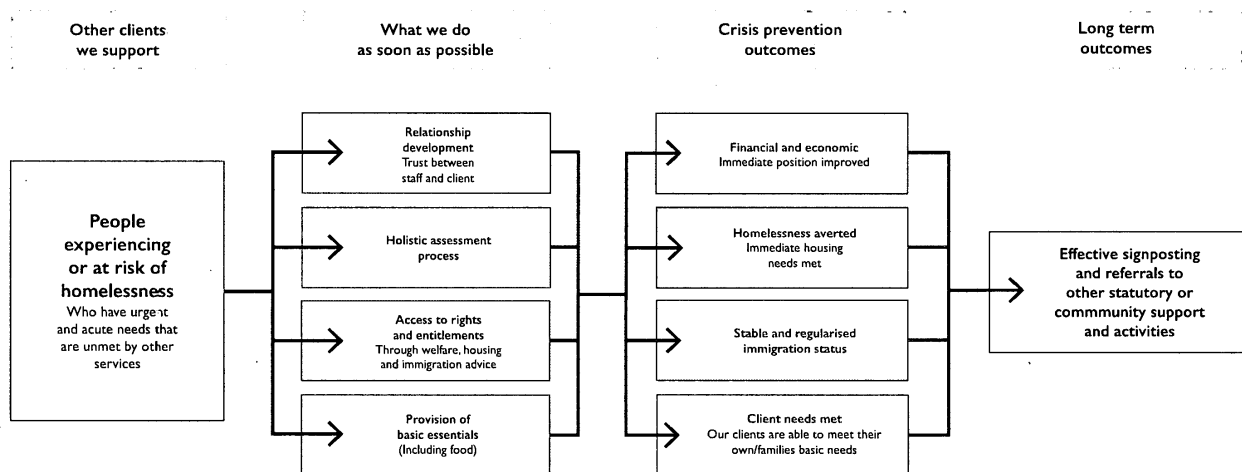 Other clients
we support
What we do
as soon as possible
Crisis prevention
outcomes
Long term
outcomes
People
experiencing
or at risk of
homelessness
Who have urgent
and acute needs that
are unmet by other
services
Relationship
development
Trust between
staff and client
Holistic assessment
process
Access to rights
and entitlements
Through welfare, housing
and immigration advice
Provision of
basic essentials
(Including food)
Financial and economic
Immediate position improved
Homelessness averted
Immediate housing
needs met
Stable and regularised
immigration status
Client needs met
Our clients are able to meet their
own/families basic needs
Effective signposting
and referrals to
other statutory or
commmunity support
and activities